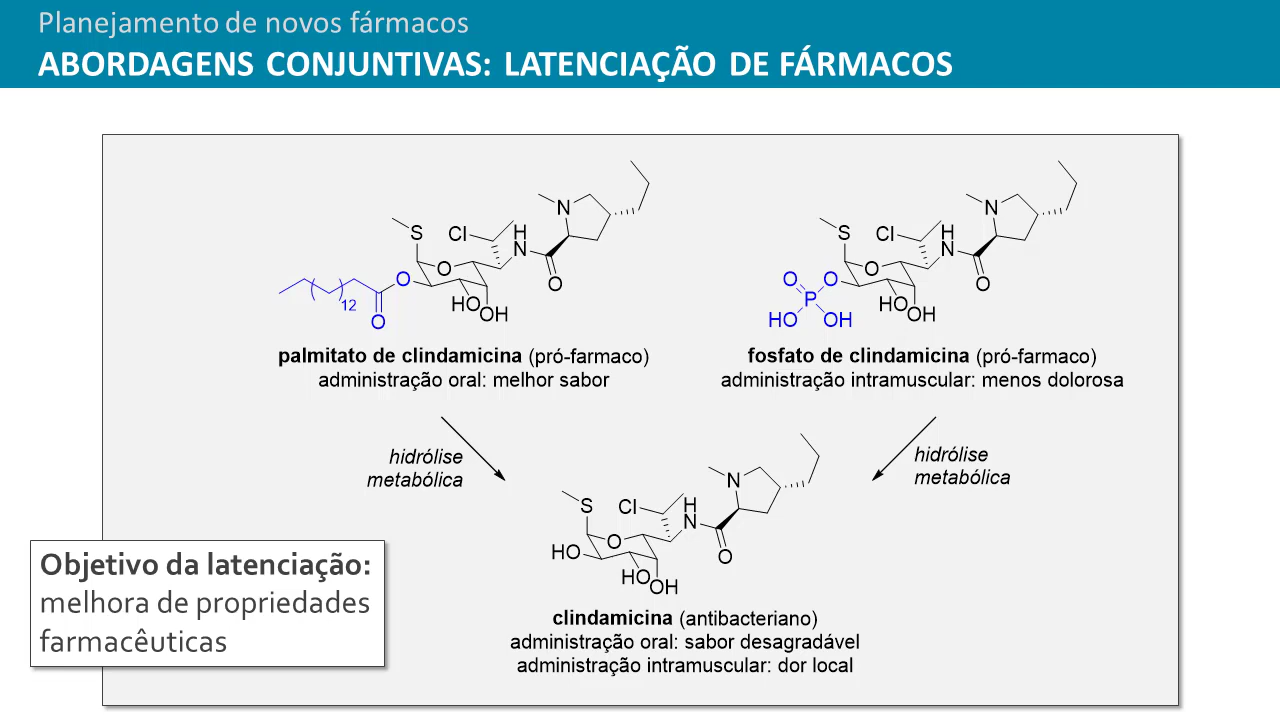 Planejamento de novos fármacos
ABORDAGENS CONJUNTIVAS: LATENCIAÇÃO DE FÁRMACOS
S
Cl
H
N
N
O
O
O
O
12
HO
OH
palmitato de clindamicina (pró-farmaco)
administração oral: melhor sabor
S
Cl
H
N
N
O
O
O
O
P
HO
OH
HO
OH
fosfato de clindamicina (pró-farmaco)
administração intramuscular: menos dolorosa
hidrólise
metabólica
hidrólise
metabólica
S
Cl
H
N
N
O
O
HO
HO
OH
clindamicina (antibacteriano)
administração oral: sabor desagradável
administração intramuscular: dor local
Objetivo da latenciação:
melhora de propriedades
farmacêuticas